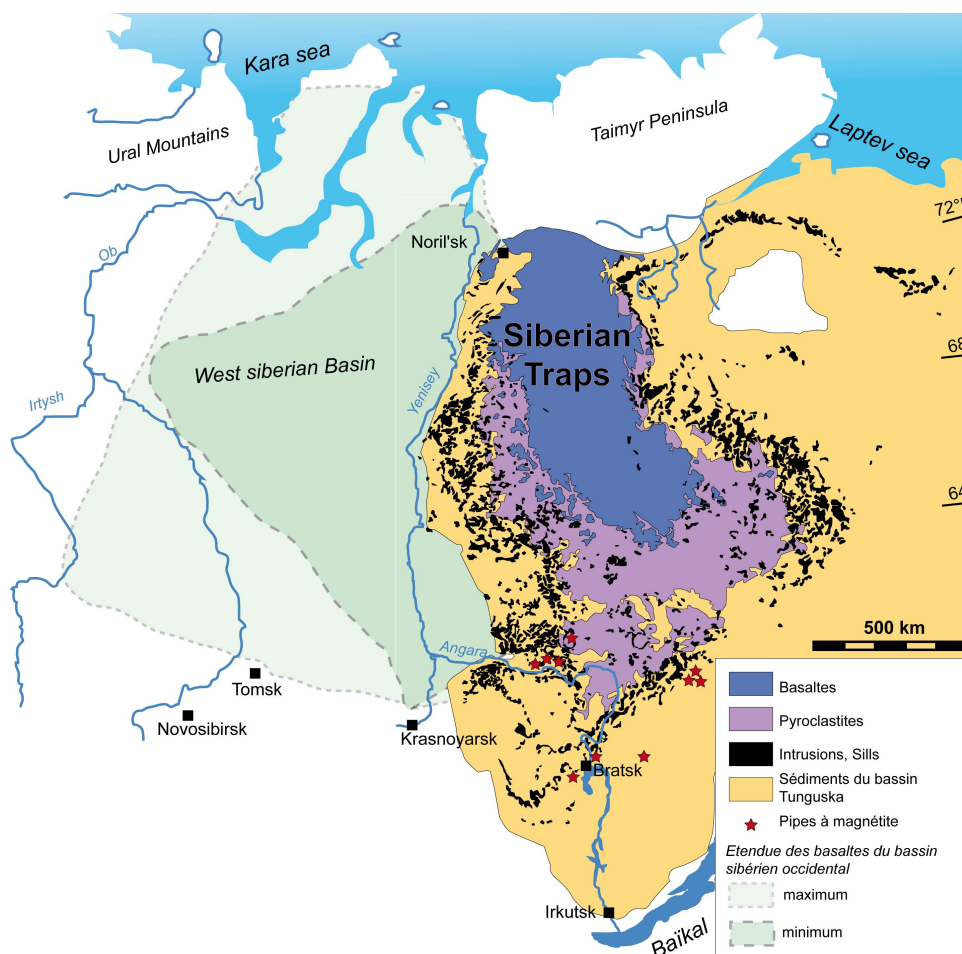 Kara sea
Ural Mountains
Taimyr Peninsula
Laptev sea
72°
Ob
Noril'sk
Siberian
Traps
68
West siberian Basin
Irtysh
Yenisey
64
Angara
500 km
Tomsk
Novosibirsk
Krasnoyarsk
Bratsk
Irkutsk
Baïkal
Basaltes
Pyroclastites
Intrusions, Sills
Sédiments du bassin
Tunguska
Pipes à magnétite
Etendue des basaltes du bassin
sibérien occidental
maximum
minimum